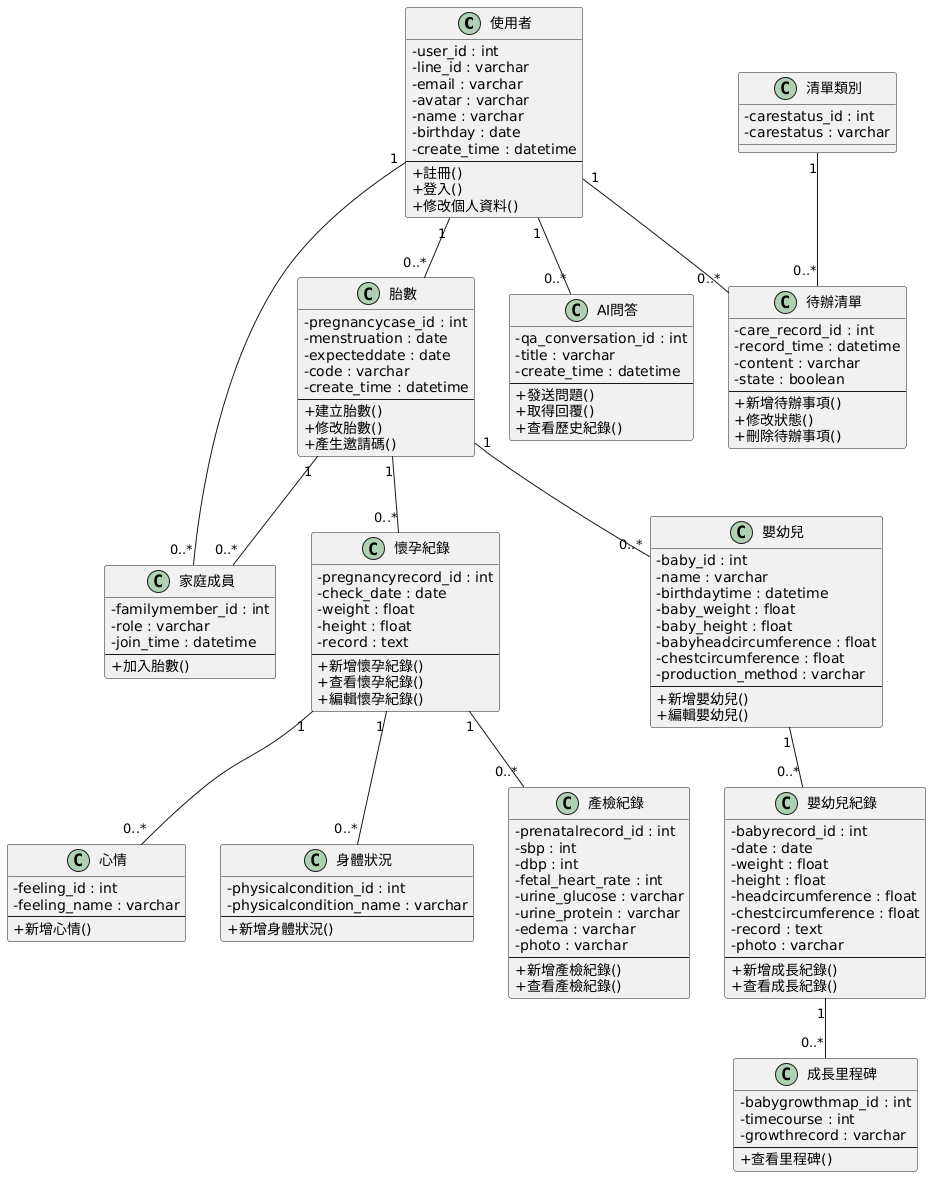 C 使用者
-user_id : int
-line_id : varchar
-email : varchar
-avatar : varchar
-name : varchar
-birthday : date
-create_time : datetime
+註冊()
+登入()
+修改個人資料()
C 清單類別
-carestatus_id : int
-carestatus : varchar
1
1
1
1
1
0..*
0..*
0..*
0..*
C 胎數
-pregnancycase_id : int
-menstruation : date
-expecteddate : date
-code : varchar
-create_time : datetime
+建立胎數()
+修改胎數()
+產生邀請碼()
C AI問答
-qa_conversation_id : int
-title : varchar
-create_time : datetime
+發送問題()
+取得回覆()
+查看歷史紀錄()
C 待辦清單
-care_record_id : int
-record_time : datetime
-content : varchar
-state : boolean
+新增待辦事項()
+修改狀態()
+刪除待辦事項()
1
1
1
0..*
0..*
0..*
0..*
C 家庭成員
-familymember_id : int
-role : varchar
-join_time : datetime
+加入胎數()
C 懷孕紀錄
-pregnancyrecord_id : int
-check_date : date
-weight : float
-height : float
-record : text
+新增懷孕紀錄()
+查看懷孕紀錄()
+編輯懷孕紀錄()
C 嬰幼兒
-baby_id : int
-name : varchar
-birthdaytime : datetime
-baby_weight : float
-baby_height : float
-babyheadcircumference : float
-chestcircumference : float
-production_method : varchar
+新增嬰幼兒()
+編輯嬰幼兒()
1
1
1
1
0..*
0..*
0..*
0..*
C 心情
-feeling_id : int
-feeling_name : varchar
+新增心情()
C 身體狀況
-physicalcondition_id : int
-physicalcondition_name : varchar
+新增身體狀況()
C 產檢紀錄
-prenatalrecord_id : int
-sbp : int
-dbp : int
-fetal_heart_rate : int
-urine_glucose : varchar
-urine_protein : varchar
-edema : varchar
-photo : varchar
+新增產檢紀錄()
+查看產檢紀錄()
C 嬰幼兒紀錄
-babyrecord_id : int
-date : date
-weight : float
-height : float
-headcircumference : float
-chestcircumference : float
-record : text
-photo : varchar
+新增成長紀錄()
+查看成長紀錄()
1
0..*
C 成長里程碑
-babygrowthmap_id : int
-timecourse : int
-growthrecord : varchar
+查看里程碑()